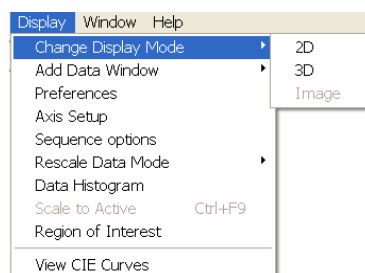 Display Window Help
Change Display Mode
2D
Add Data Window
3D
Preferences
Image
Axis Setup
Sequence options
Rescale Data Mode
Data Histogram
Scale to Active Ctrl+F9
Region of Interest
View CIE Curves